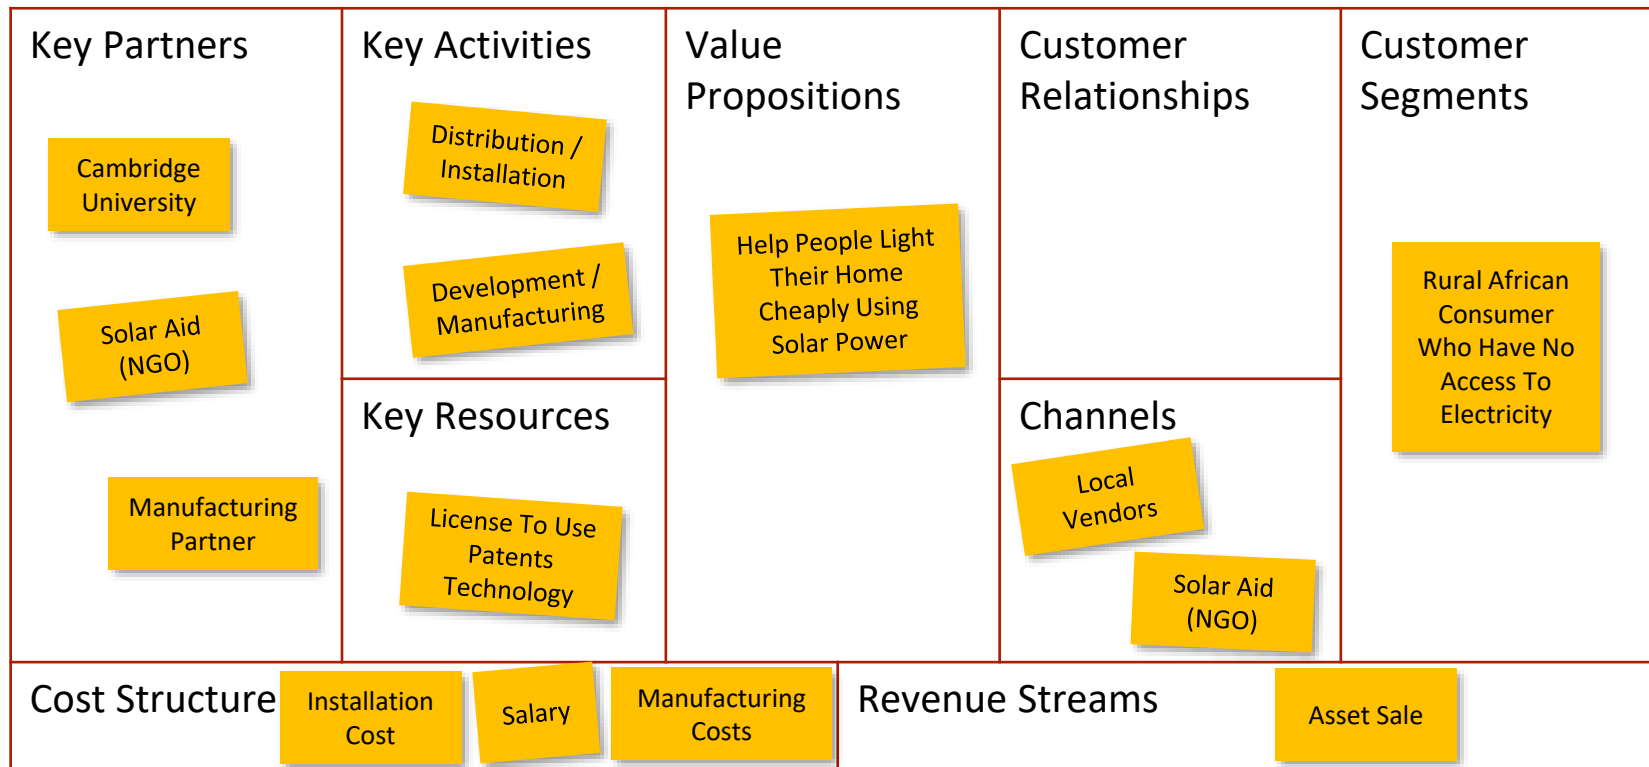 Key Partners
Cambridge
University
Solar Aid
(NGO)
Manufacturing
Partner
Key Activities
Distribution /
Installation
Development /
Manufacturing
Key Resources
License To Use
Patents
Technology
Value
Propositions
Help People Light
Their Home
Cheaply Using
Solar Power
Customer
Relationships
Channels
Local
Vendors
Solar Aid
(NGO)
Customer
Segments
Rural African
Consumer
Who Have No
Access To
Electricity
Cost Structure
Installation
Cost
Salary
Manufacturing
Costs
Revenue Streams
Asset Sale